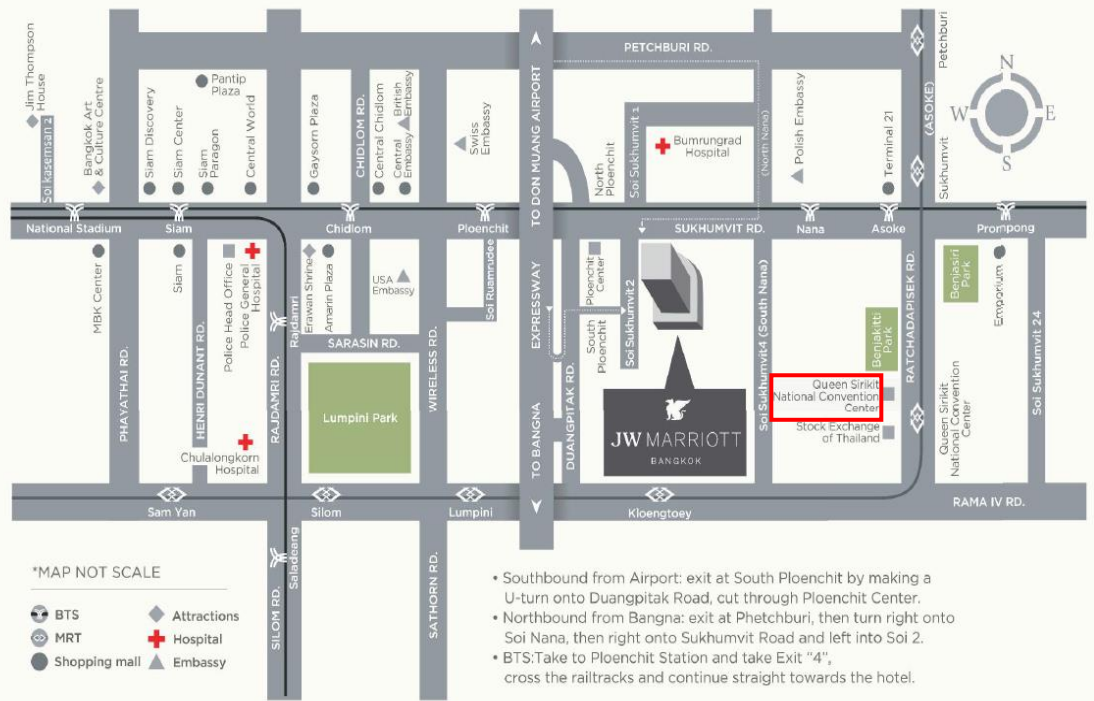 Jim Thompson
House
Soi Kasemsan 2
Bangkok Art
& Culture Centre
Siam Discovery
Siam Center
Pantip
Plaza
Siam
Paragon
Central World
Gaysorn Plaza
CHIDLOM RD.
Central Chidlom
Central
Embassy
British
Embassy
Swiss
Embassy
TO DON MUANG AIRPORT
PETCHBURI RD.
North
Ploenchit
Soi Sukhumvit 1
Bumrungrad
Hospital
(North Nana)
Polish Embassy
Terminal 21
(ASOKE)
Petchburi
Sukhumvit
N
W
E
S
National Stadium
Siam
Chidlom
Ploenchit
SUKHUMVIT RD.
Nana
Asoke
Prompong
MBK Center
PHAYATHAI RD.
Siam
HENRI DUNANT RD.
Police Head Office
Police General
Hospital
Rajdamri
RAJDAMRI RD.
Erawan Shrine
Amarin Plaza
USA
Embassy
SARASIN RD.
WIRELESS RD.
Soi Ruamrudee
EXPRESSWAY
TO BANGNA
DUANGPITAK RD.
Ploenchit
Center
South
Ploenchit
Soi Sukhumvit 2
Soi Sukhumvit4 (South Nana)
Benjakitti
Park
RATCHADAPISEK RD.
Benjasiri
Park
Emporium
Soi Sukhumvit 24
Lumpini Park
Chulalongkorn
Hospital
JW MARRIOTT
BANGKOK
Queen Sirikit
National Convention
Center
Stock Exchange
of Thailand
Queen Sirikit
National Convention
Center
Sam Yan
Silom
Lumpini
Kloengtoey
RAMA IV RD.
Saladeang
SILOM RD.
SATHORN RD.
*MAP NOT SCALE
BTS
MRT
Shopping mall
Attractions
Hospital
Embassy
• Southbound from Airport: exit at South Ploenchit by making a
U-turn onto Duangpitak Road, cut through Ploenchit Center.
• Northbound from Bangna: exit at Phetchburi, then turn right onto
Soi Nana, then right onto Sukhumvit Road and left into Soi 2.
• BTS:Take to Ploenchit Station and take Exit “4”,
cross the railtracks and continue straight towards the hotel.